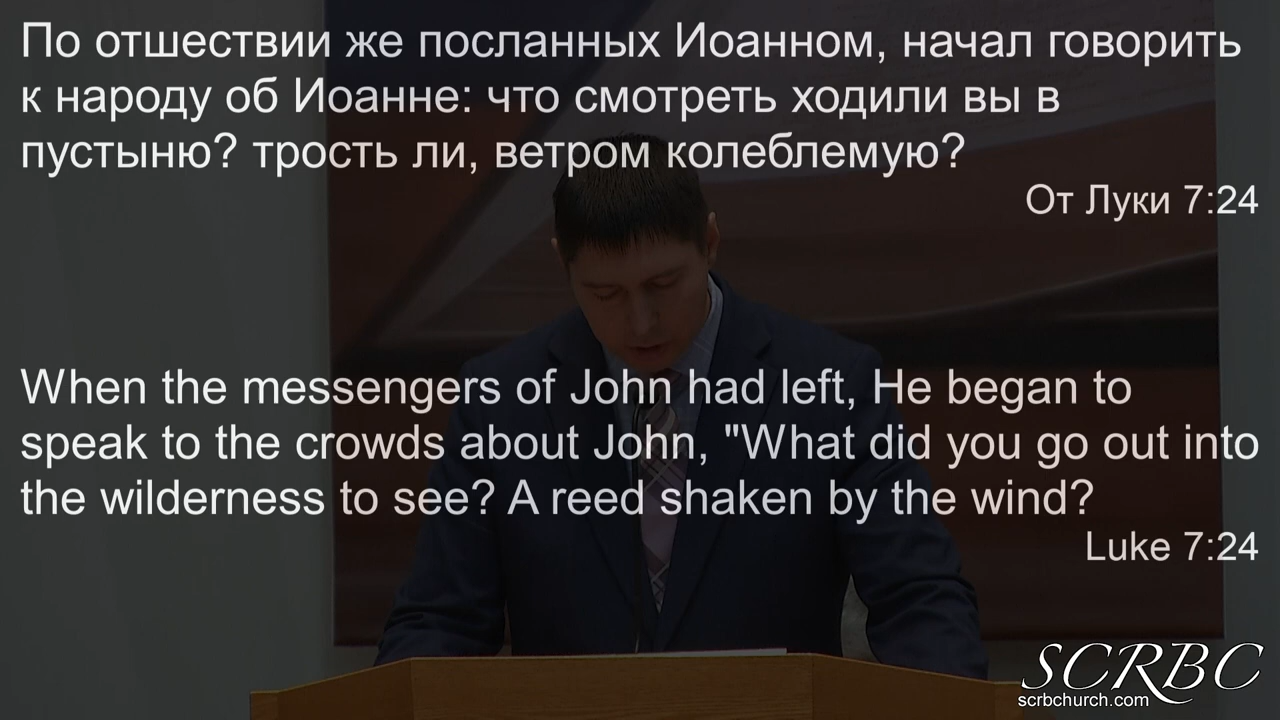 По отшествии же посланных Иоанном, начал говорить
к народу об Иоанне: что смотреть ходили вы в
пустыню? трость ли, ветром колеблемую?
От Луки 7:24
When the messengers of John had left, He began to
speak to the crowds about John, "What did you go out into
the wilderness to see? A reed shaken by the wind?
Luke 7:24
SCRBC
scrbchurch.com